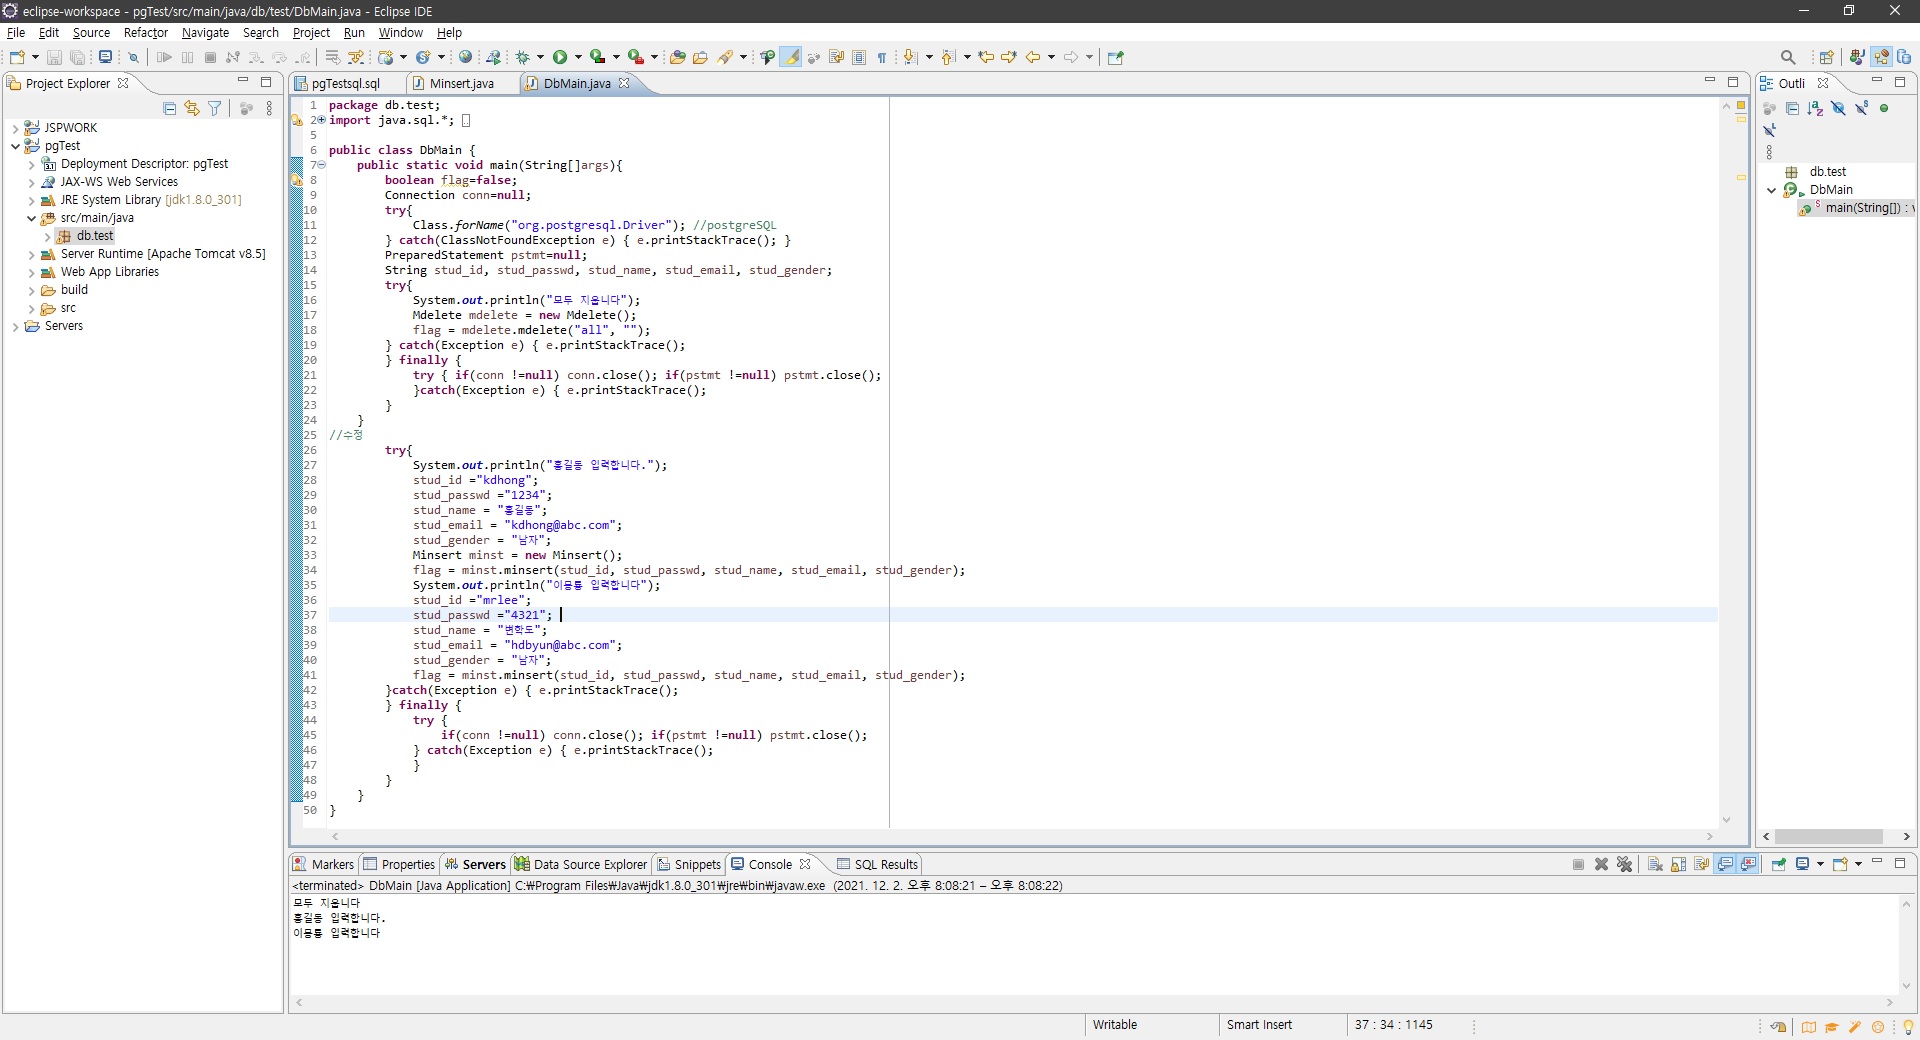 eclipse-workspace - pgTest/src/main/java/db/test/DbMain.java - Eclipse IDE
File Edit Source Refactor Navigate Search Project Run Window Help
Project Explorer
JSPWORK
pgTest
Deployment Descriptor: pgTest
JAX-WS Web Services
JRE System Library [jdk1.8.0_301]
src/main/java
db.test
Server Runtime [Apache Tomcat v8.5]
Web App Libraries
build
src
Servers
pgTestsql.sql Minsert.java DbMain.java
1 package db.test;
2 import java.sql.*;
5
6 public class DbMain {
7 public static void main(String[]args){
8 boolean flag=false;
9 Connection conn=null;
10 try{
11 Class.forName("org.postgresql.Driver"); //postgreSQL
12 } catch(ClassNotFoundException e) { e.printStackTrace(); }
13 PreparedStatement pstmt=null;
14 String stud_id, stud_passwd, stud_name, stud_email, stud_gender;
15 try{
16 System.out.println("모두 지웁니다");
17 Mdelete mdelete = new Mdelete();
18 flag = mdelete.mdelete("all", "");
19 } catch(Exception e) { e.printStackTrace();
20 } finally {
21 try { if(conn !=null) conn.close(); if(pstmt !=null) pstmt.close();
22 }catch(Exception e) { e.printStackTrace();
23 }
24 }
25 //수정
26 try{
27 System.out.println("홍길동 입력합니다.");
28 stud_id ="kdhong";
29 stud_passwd ="1234";
30 stud_name = "홍길동";
31 stud_email = "kdhong@abc.com";
32 stud_gender = "남자";
33 Minsert minst = new Minsert();
34 flag = minst.minsert(stud_id, stud_passwd, stud_name, stud_email, stud_gender);
35 System.out.println("이몽룡 입력합니다");
36 stud_id ="mrlee";
37 stud_passwd ="4321";
38 stud_name = "변학도";
39 stud_email = "hdbyun@abc.com";
40 stud_gender = "남자";
41 flag = minst.minsert(stud_id, stud_passwd, stud_name, stud_email, stud_gender);
42 }catch(Exception e) { e.printStackTrace();
43 } finally {
44 try {
45 if(conn !=null) conn.close(); if(pstmt !=null) pstmt.close();
46 } catch(Exception e) { e.printStackTrace();
47 }
48 }
49 }
50 }
Outli
db.test
DbMain
main(String[]) : v
Markers Properties Servers Data Source Explorer Snippets Console SQL Results
<terminated> DbMain [Java Application] C:₩Program Files₩Java₩jdk1.8.0_301₩jre₩bin₩javaw.exe (2021. 12. 2. 오후 8:08:21 – 오후 8:08:22)
모두 지웁니다
홍길동 입력합니다.
이몽룡 입력합니다
Writable Smart Insert 37 : 34 : 1145